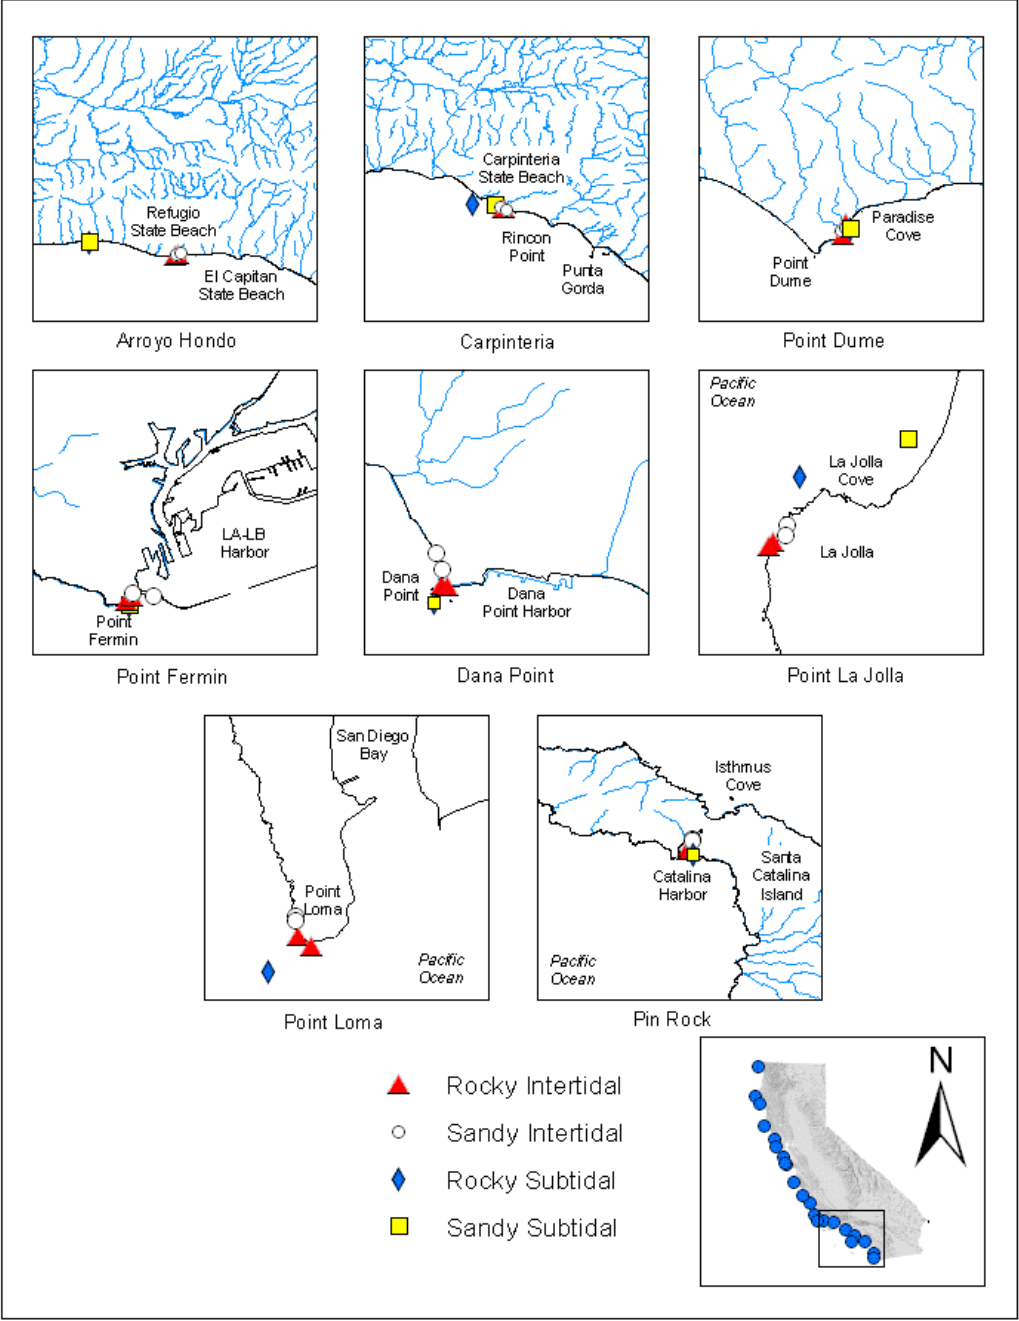 Refugio
State Beach
El Capitan
State Beach
Arroyo Hondo
Carpinteria
State Beach
Rincon
Point
Punta
Gorda
Carpinteria
Paradise
Cove
Point
Dume
Point Dume
LA-LB
Harbor
Point
Fermin
Point Fermin
Dana
Point
Dana
Point Harbor
Dana Point
Pacific
Ocean
La Jolla
Cove
La Jolla
Point La Jolla
San Diego
Bay
Point
Loma
Pacific
Ocean
Point Loma
Isthmus
Cove
Santa
Catalina
Island
Catalina
Harbor
Pacific
Ocean
Pin Rock
Rocky Intertidal
Sandy Intertidal
Rocky Subtidal
Sandy Subtidal
N